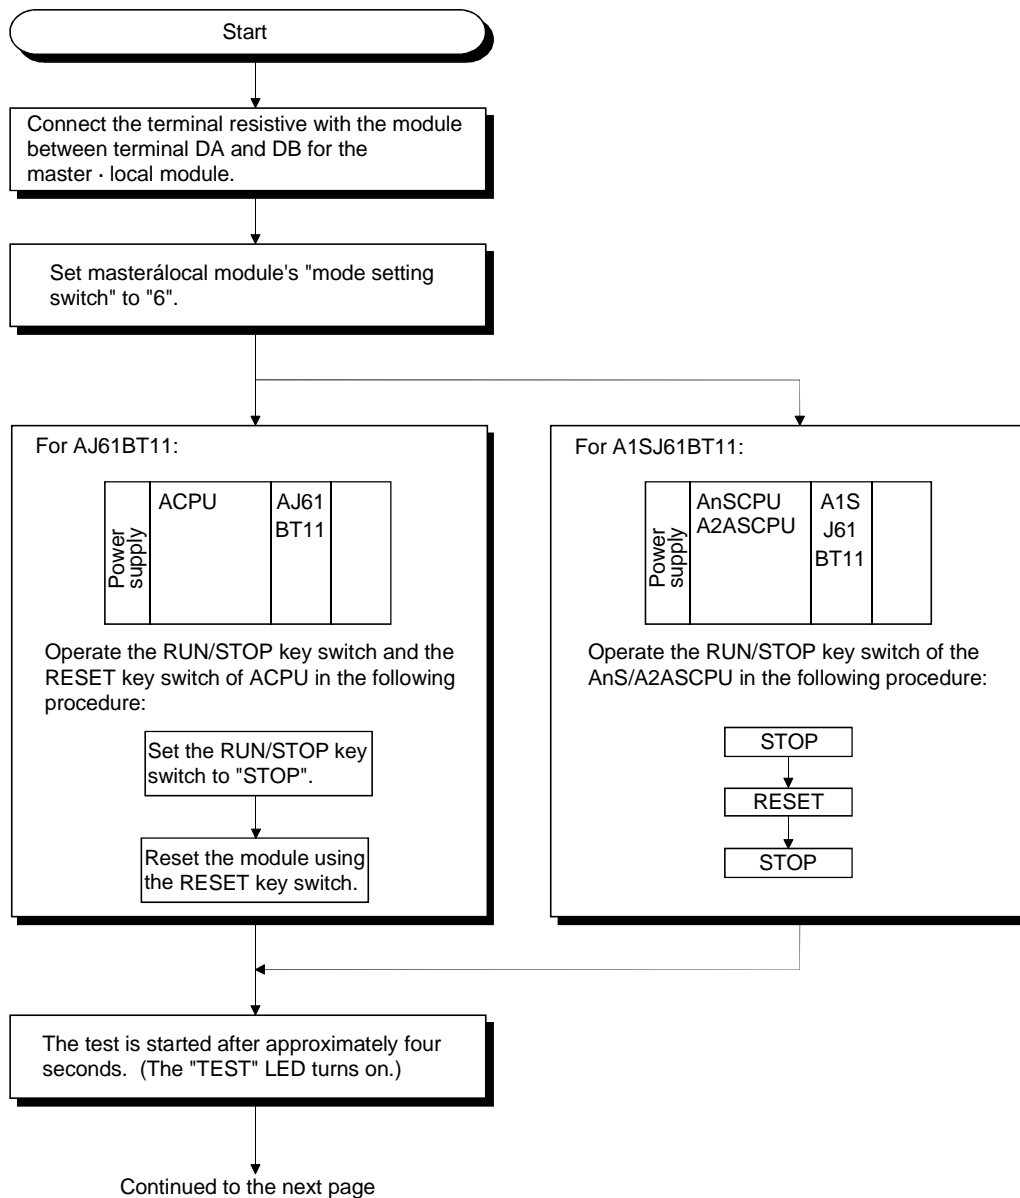 Start
Connect the terminal resistive with the module
between terminal DA and DB for the
master · local module.
Set masterálocal module's "mode setting
switch" to "6".
For AJ61BT11:
Power
supply
ACPU
AJ61
BT11
Operate the RUN/STOP key switch and the
RESET key switch of ACPU in the following
procedure:
Set the RUN/STOP key
switch to "STOP".
Reset the module using
the RESET key switch.
For A1SJ61BT11:
Power
supply
AnSCPU
A2ASCPU
A1S
J61
BT11
Operate the RUN/STOP key switch of the
AnS/A2ASCPU in the following procedure:
STOP
RESET
STOP
The test is started after approximately four
seconds.  (The "TEST" LED turns on.)
Continued to the next page